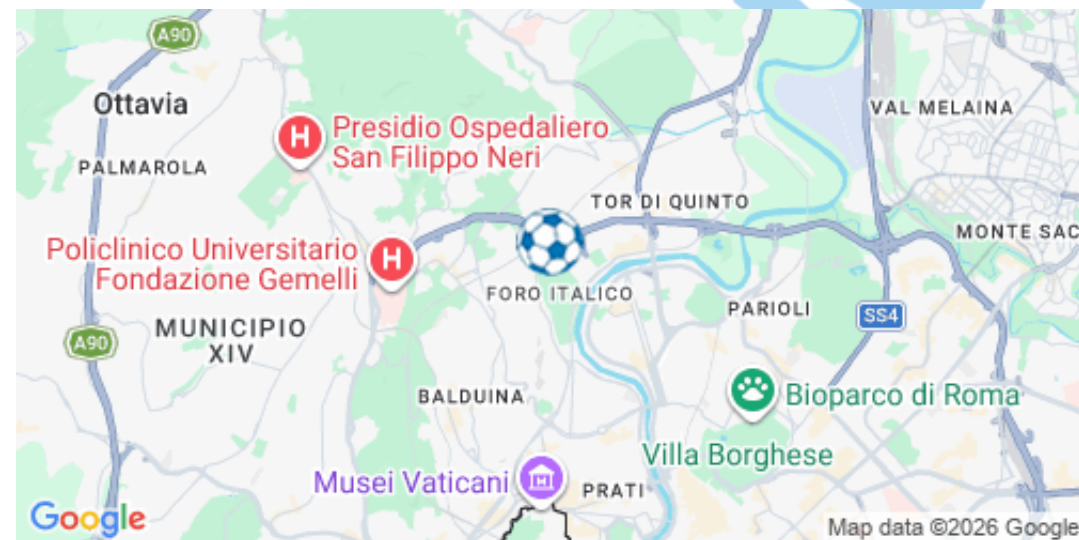 A90
Ottavia
VAL MELAINA
Presidio Ospedaliero
San Filippo Neri
PALMAROLA
TOR DI QUINTO
MONTE SAC
Policlinico Universitario
Fondazione Gemelli
FORO ITALICO
PARIOLI
SS4
MUNICIPIO
XIV
A90
BALDUINA
Bioparco di Roma
Villa Borghese
Musei Vaticani
PRATI
Google
Map data ©2026 Google
H
H